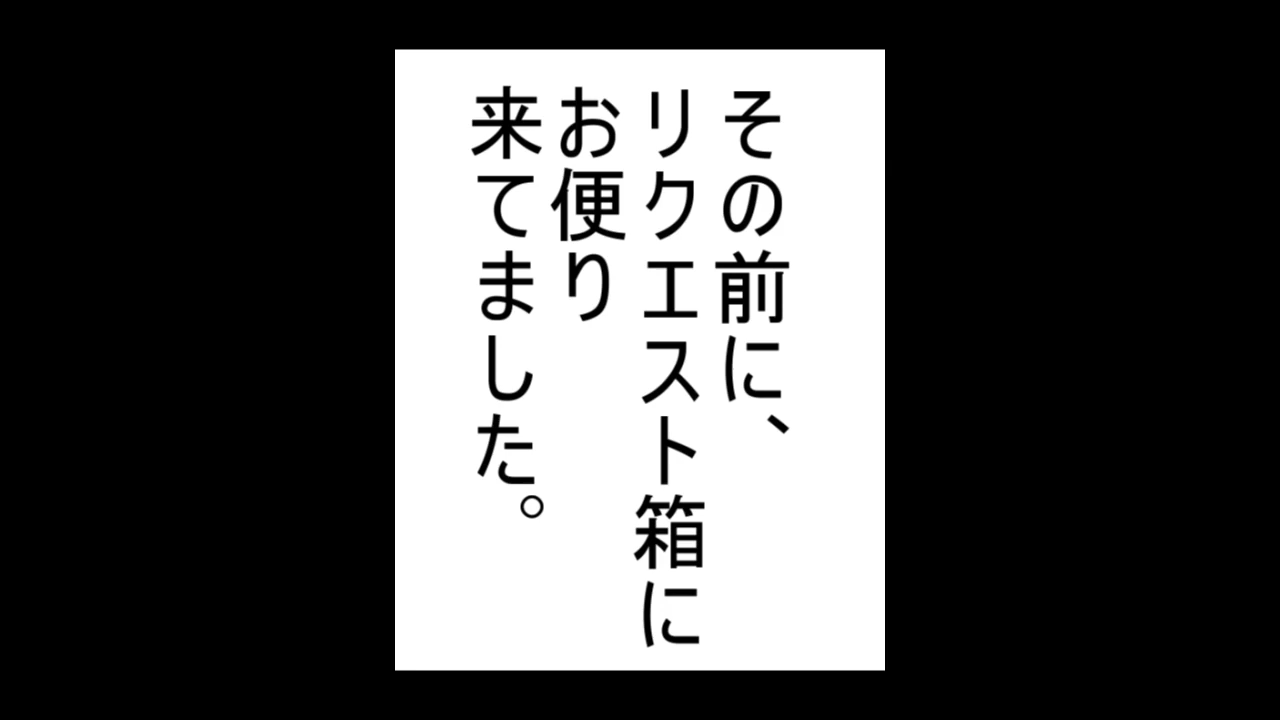 その前に、
リクエスト箱に
お便り
来てました。